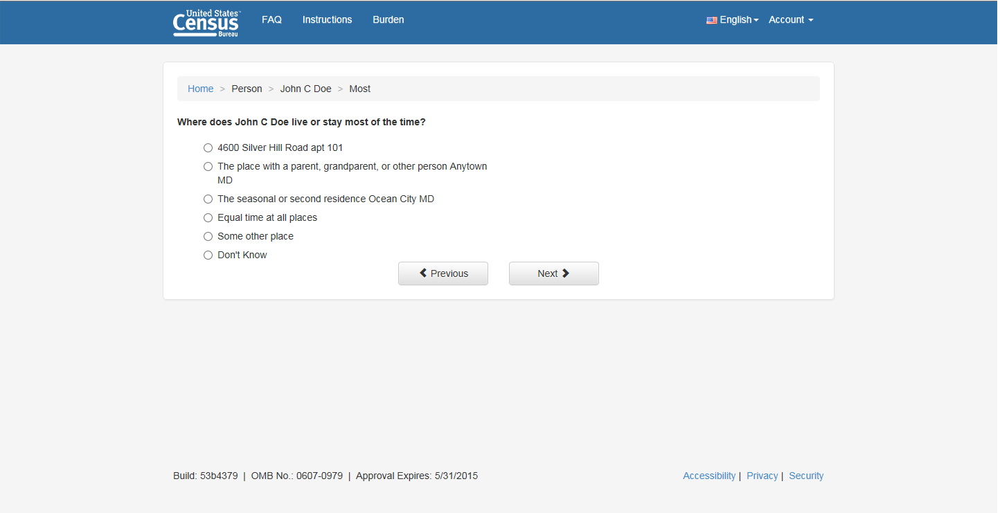 United States™
Census
Bureau
FAQ Instructions Burden
English Account
Home > Person > John C Doe > Most
Where does John C Doe live or stay most of the time?
4600 Silver Hill Road apt 101
The place with a parent, grandparent, or other person Anytown
MD
The seasonal or second residence Ocean City MD
Equal time at all places
Some other place
Don't Know
Previous Next
Build: 53b4379 | OMB No.: 0607-0979 | Approval Expires: 5/31/2015
Accessibility | Privacy | Security